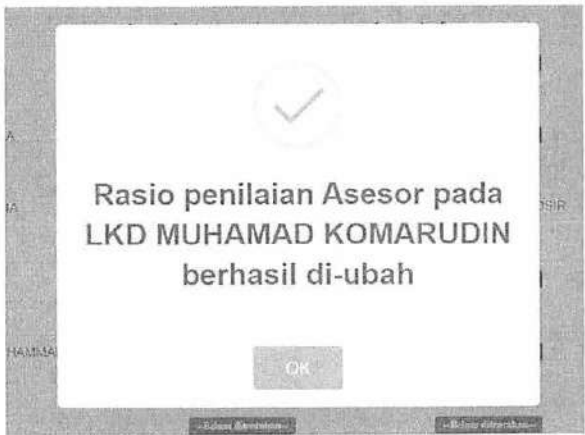 Rasio penilaian Asesor pada
LKD MUHAMAD KOMARUDIN
berhasil di-ubah
OK